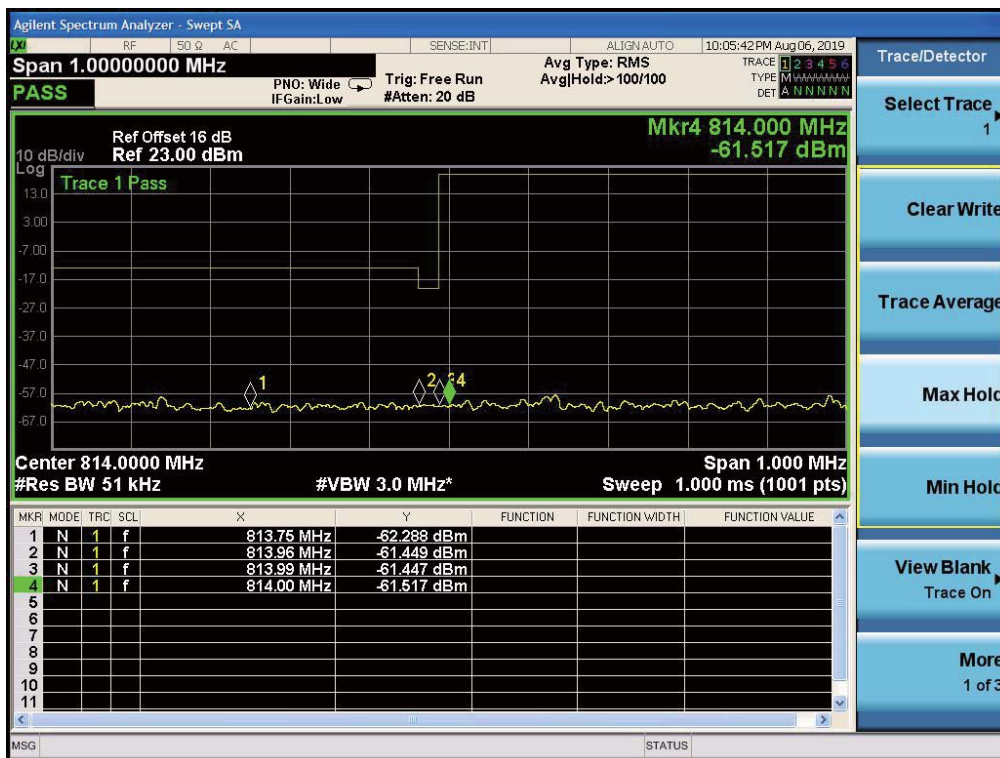 Agilent Spectrum Analyzer - Swept SA
LXI RF 50 Ω AC SENSE:INT ALIGN AUTO 10:05:42 PM Aug 06, 2019
Span 1.00000000 MHz
PASS
PNO: Wide
IFGain:Low
Trig: Free Run
#Atten: 20 dB
Avg Type: RMS
Avg|Hold:>100/100
TRACE 1 2 3 4 5 6
TYPE M
DET A N N N N N
Mkr4 814.000 MHz
-61.517 dBm
Ref Offset 16 dB
10 dB/div Ref 23.00 dBm
Log
Trace 1 Pass
13.0
3.00
-7.00
-17.0
-27.0
-37.0
-47.0
-57.0
-67.0
1 2 4
Center 814.0000 MHz Span 1.000 MHz
#Res BW 51 kHz #VBW 3.0 MHz* Sweep 1.000 ms (1001 pts)
MKR MODE TRC SCL X Y FUNCTION FUNCTION WIDTH FUNCTION VALUE
1 N 1 f 813.75 MHz -62.288 dBm
2 N 1 f 813.96 MHz -61.449 dBm
3 N 1 f 813.99 MHz -61.447 dBm
4 N 1 f 814.00 MHz -61.517 dBm
5
6
7
8
9
10
11
MSG STATUS
Trace/Detector
Select Trace
1
Clear Write
Trace Average
Max Hold
Min Hold
View Blank
Trace On
More
1 of 3